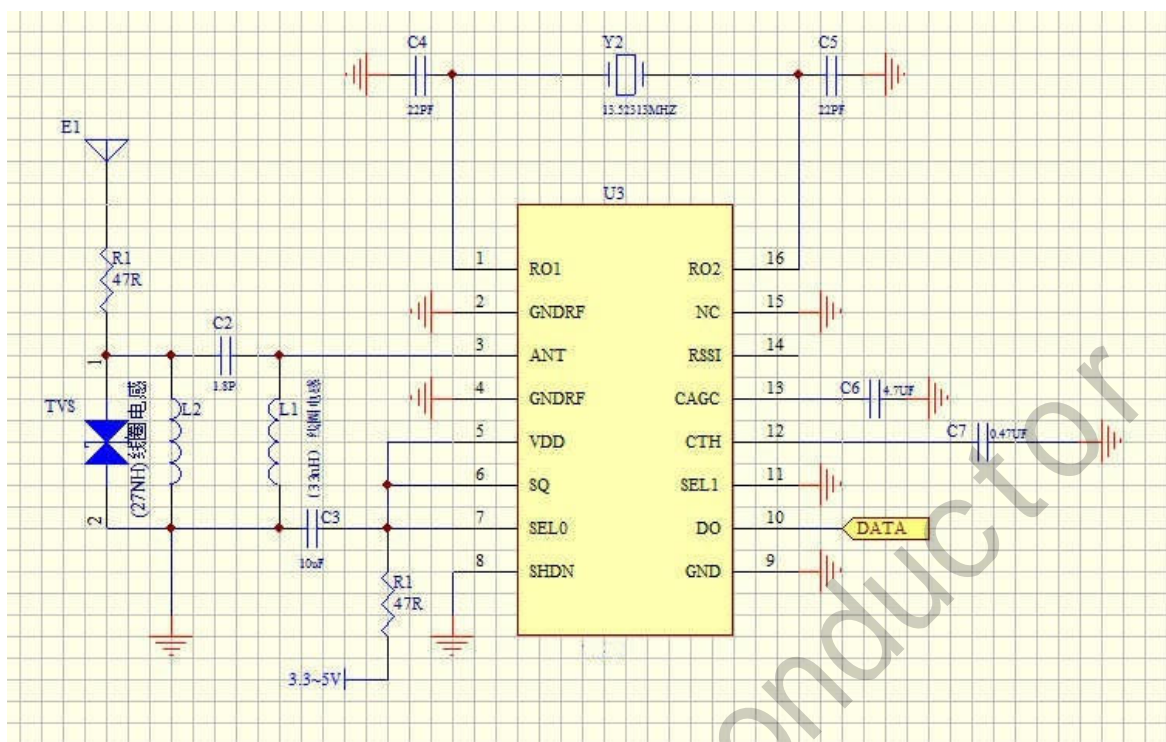 C4
Y2
C5
22PF
13.52313MHZ
22PF
E1
U3
R1
47R
1 RO1
RO2 16
2 GNDRF
NC 15
C2
1.8P
3 ANT
RSSI 14
1
4 GNDRF
CAGC 13
C6
4.7UF
TVS
(27NH)线圈电感
L2
L1
(33nH)、线圈电感
5 VDD
CTH 12
C7
0.47UF
6 SQ
SEL1 11
2
C3
10uF
7 SEL0
DO 10
DATA
8 SHDN
GND 9
R1
47R
3.3~5V
onductor